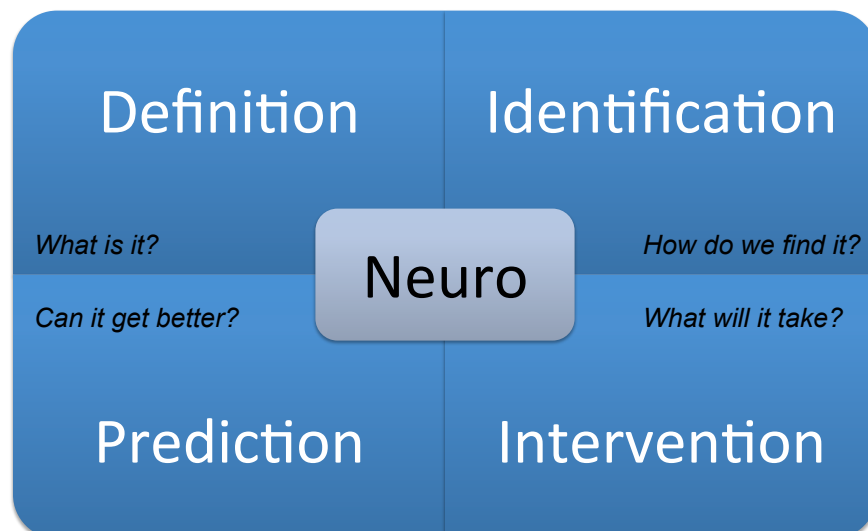 Definition
Identification
What is it?
How do we find it?
Neuro
Can it get better?
What will it take?
Prediction
Intervention